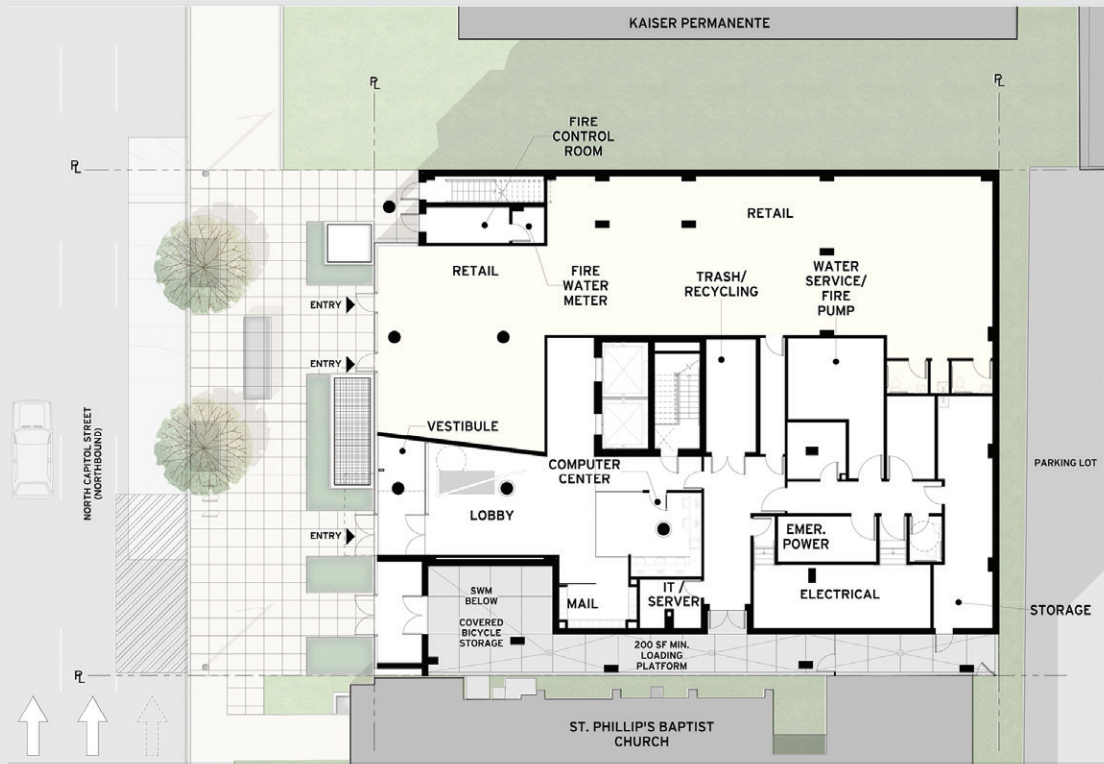 KAISER PERMANENTE
PL
PL
FIRE
CONTROL
ROOM
PL
RETAIL
RETAIL
FIRE
WATER
METER
TRASH/
RECYCLING
WATER
SERVICE/
FIRE
PUMP
ENTRY
ENTRY
VESTIBULE
COMPUTER
CENTER
PARKING LOT
NORTH CAPITOL STREET
(NORTHBOUND)
LOBBY
ENTRY
EMER.
POWER
SWM
BELOW
COVERED
BICYCLE
STORAGE
MAIL
IT /
SERVER
ELECTRICAL
STORAGE
200 SF MIN.
LOADING
PLATFORM
PL
ST. PHILLIP'S BAPTIST
CHURCH